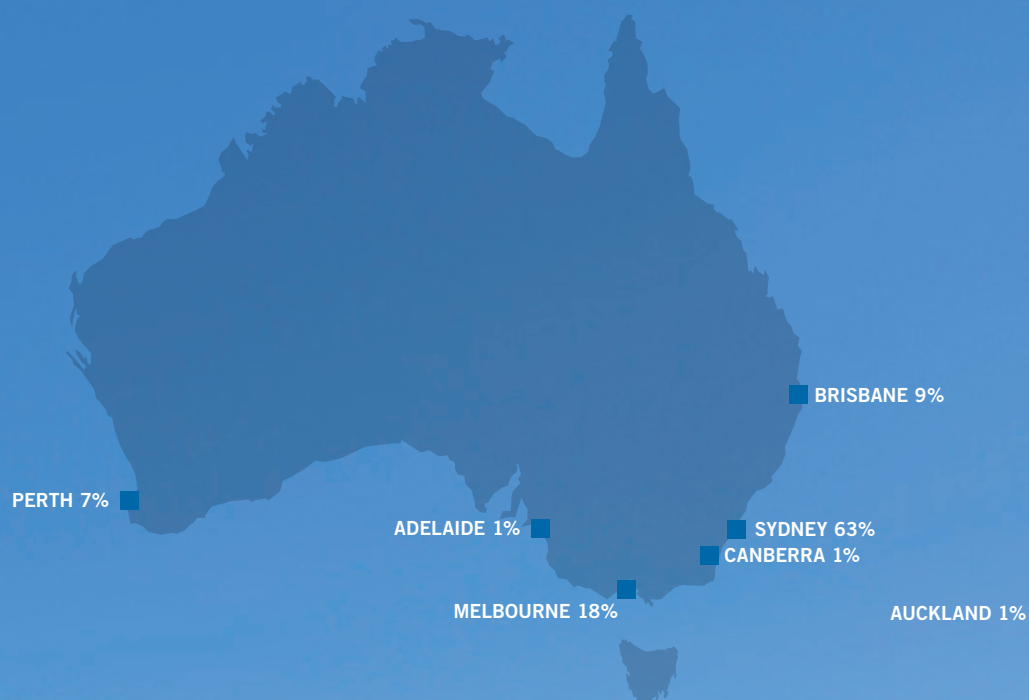 BRISBANE 9%
PERTH 7%
ADELAIDE 1%
SYDNEY 63%
CANBERRA 1%
MELBOURNE 18%
AUCKLAND 1%